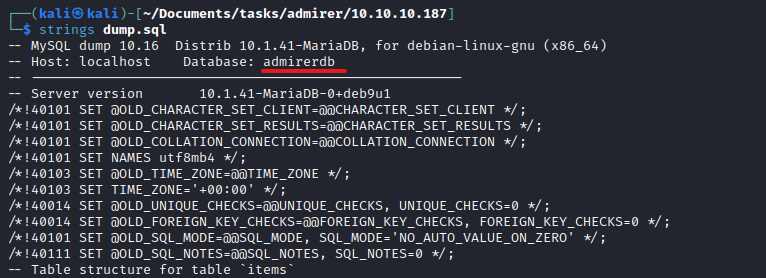 ┌──(kali㉿kali)-[~/Documents/tasks/admirer/10.10.10.187]
└─$ strings dump.sql
-- MySQL dump 10.16  Distrib 10.1.41-MariaDB, for debian-linux-gnu (x86_64)
-- Host: localhost    Database: admirerdb
-- ------------------------------------------------------
-- Server version       10.1.41-MariaDB-0+deb9u1
/*!40101 SET @OLD_CHARACTER_SET_CLIENT=@@CHARACTER_SET_CLIENT */;
/*!40101 SET @OLD_CHARACTER_SET_RESULTS=@@CHARACTER_SET_RESULTS */;
/*!40101 SET @OLD_COLLATION_CONNECTION=@@COLLATION_CONNECTION */;
/*!40101 SET NAMES utf8mb4 */;
/*!40103 SET @OLD_TIME_ZONE=@@TIME_ZONE */;
/*!40103 SET TIME_ZONE='+00:00' */;
/*!40014 SET @OLD_UNIQUE_CHECKS=@@UNIQUE_CHECKS, UNIQUE_CHECKS=0 */;
/*!40014 SET @OLD_FOREIGN_KEY_CHECKS=@@FOREIGN_KEY_CHECKS, FOREIGN_KEY_CHECKS=0 */;
/*!40101 SET @OLD_SQL_MODE=@@SQL_MODE, SQL_MODE='NO_AUTO_VALUE_ON_ZERO' */;
/*!40111 SET @OLD_SQL_NOTES=@@SQL_NOTES, SQL_NOTES=0 */;
-- Table structure for table `items`